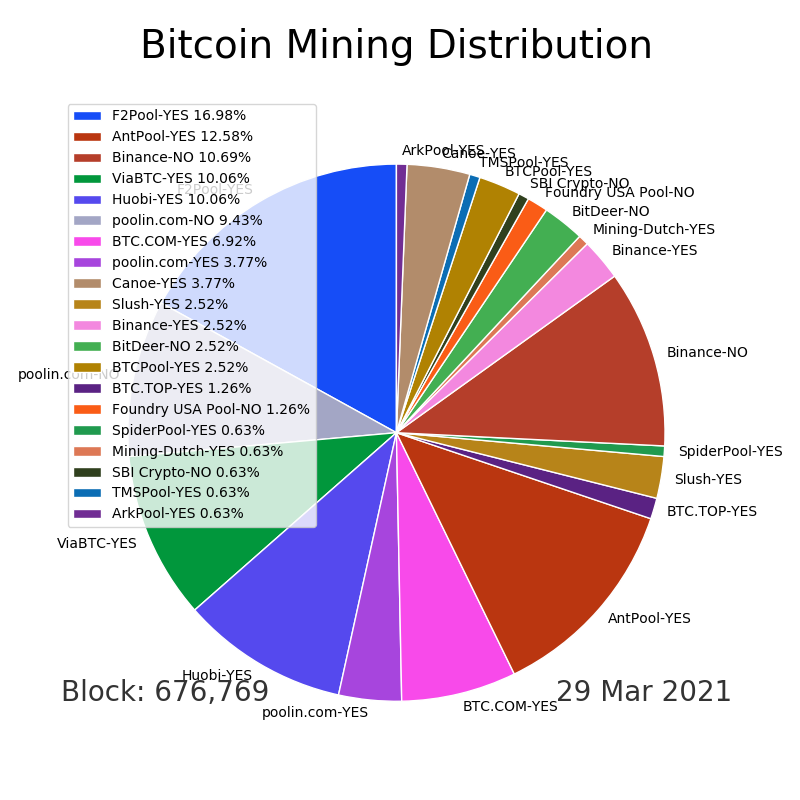 Bitcoin Mining Distribution
F2Pool-YES 16.98%
AntPool-YES 12.58%
Binance-NO 10.69%
ViaBTC-YES 10.06%
Huobi-YES 10.06%
poolin.com-NO 9.43%
BTC.COM-YES 6.92%
poolin.com-YES 3.77%
Canoe-YES 3.77%
Slush-YES 2.52%
Binance-YES 2.52%
BitDeer-NO 2.52%
BTCPool-YES 2.52%
BTC.TOP-YES 1.26%
Foundry USA Pool-NO 1.26%
SpiderPool-YES 0.63%
Mining-Dutch-YES 0.63%
SBI Crypto-NO 0.63%
TMSPool-YES 0.63%
ArkPool-YES 0.63%
ArkPool-YES
Canoe-YES
TMSPool-YES
BTCPool-YES
SBI Crypto-NO
Foundry USA Pool-NO
BitDeer-NO
Mining-Dutch-YES
Binance-YES
Binance-NO
SpiderPool-YES
Slush-YES
BTC.TOP-YES
AntPool-YES
BTC.COM-YES
poolin.com-YES
Huobi-YES
ViaBTC-YES
poolin.com-NO
F2Pool-YES
Block: 676,769
29 Mar 2021